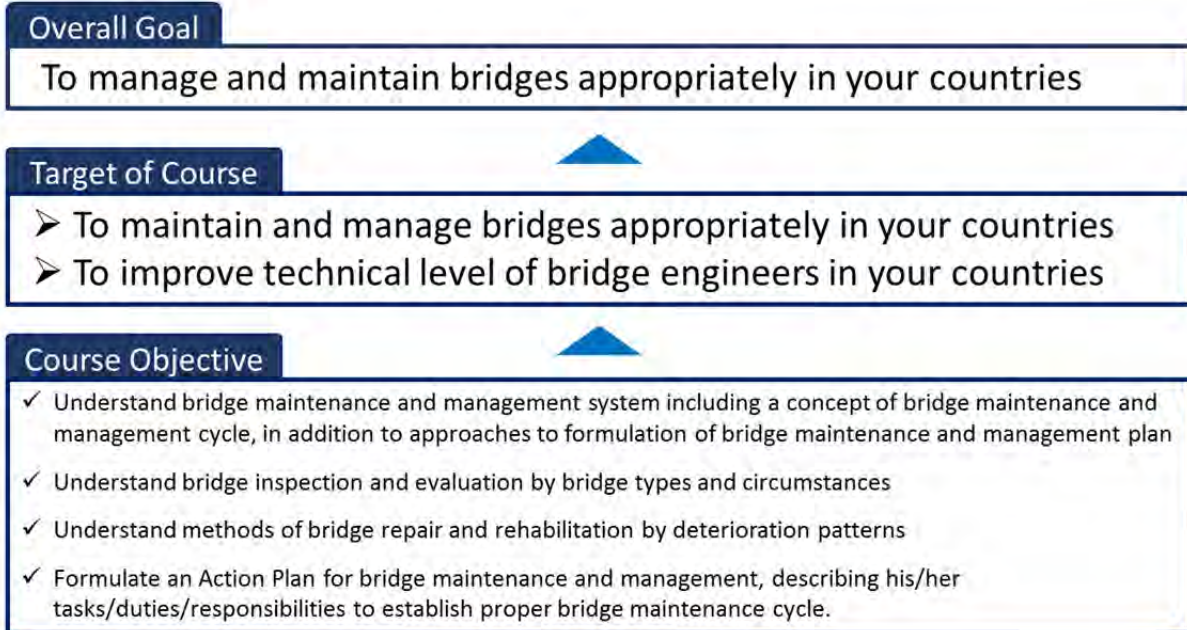 Overall Goal
To manage and maintain bridges appropriately in your countries
Target of Course
➢ To maintain and manage bridges appropriately in your countries
➢ To improve technical level of bridge engineers in your countries
Course Objective
✓ Understand bridge maintenance and management system including a concept of bridge maintenance and
management cycle, in addition to approaches to formulation of bridge maintenance and management plan
✓ Understand bridge inspection and evaluation by bridge types and circumstances
✓ Understand methods of bridge repair and rehabilitation by deterioration patterns
✓ Formulate an Action Plan for bridge maintenance and management, describing his/her
tasks/duties/responsibilities to establish proper bridge maintenance cycle.